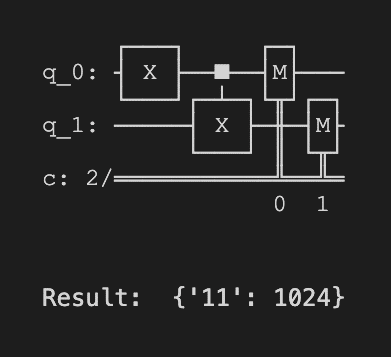 q_0: X M
q_1: X M
c: 2/
0 1
Result: {'11': 1024}